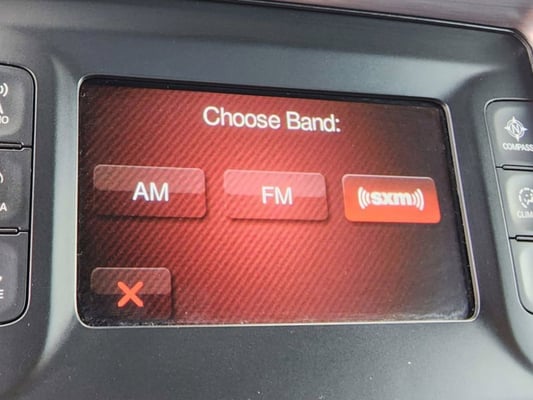 Choose Band:
AM
FM
((sxm))
N
COMPASS